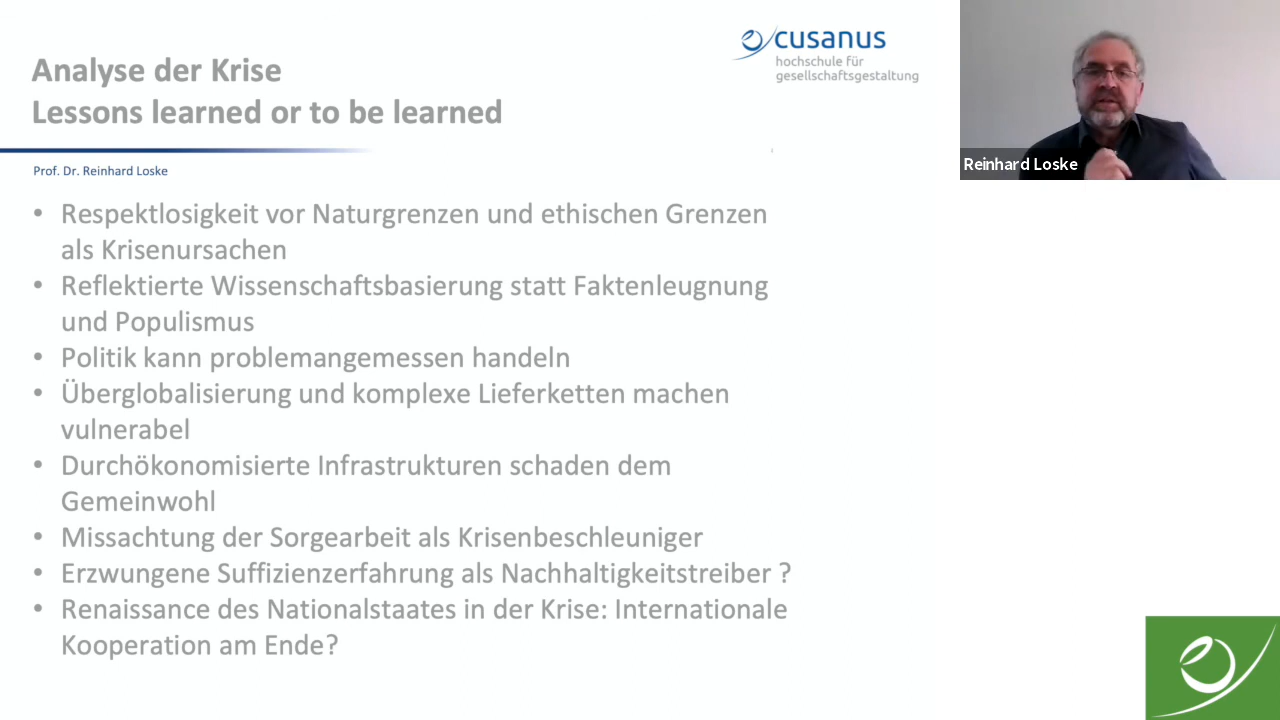 Analyse der Krise
Lessons learned or to be learned
cusanus
hochschule für
gesellschaftsgestaltung
Prof. Dr. Reinhard Loske
Reinhard Loske
• Respektlosigkeit vor Naturgrenzen und ethischen Grenzen
als Krisenursachen
• Reflektierte Wissenschaftsbasierung statt Faktenleugnung
und Populismus
• Politik kann problemangemessen handeln
• Überglobalisierung und komplexe Lieferketten machen
vulnerabel
• Durchökonomisierte Infrastrukturen schaden dem
Gemeinwohl
• Missachtung der Sorgearbeit als Krisenbeschleuniger
• Erzwungene Suffizienzerfahrung als Nachhaltigkeitstreiber ?
• Renaissance des Nationalstaates in der Krise: Internationale
Kooperation am Ende?